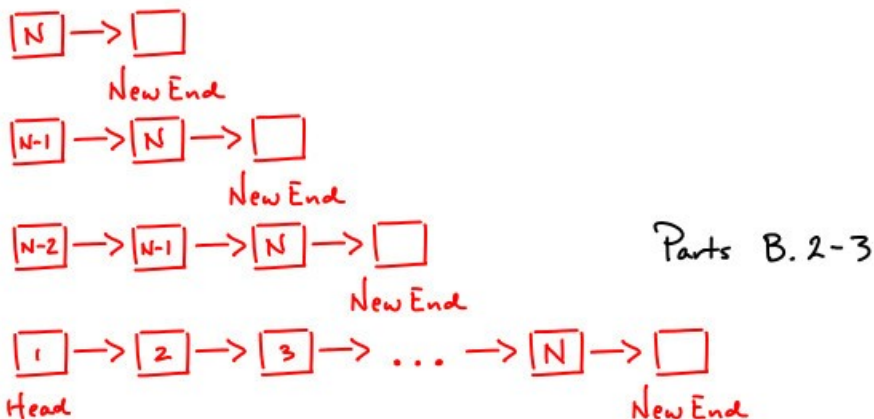 N
New End
N-1 N
New End
N-2 N-1 N
New End
Parts B. 2-3
1 2 3 ... N
Head New End